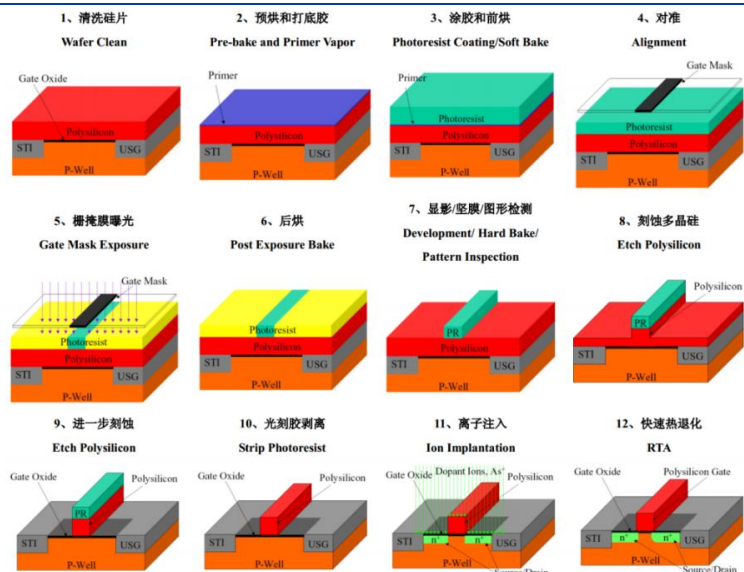 1、清洗硅片
Wafer Clean
Gate Oxide
Polysilicon
STI
USG
P-Well
2、预烘和打底胶
Pre-bake and Primer Vapor
Primer
Polysilicon
STI
USG
P-Well
3、涂胶和前烘
Photoresist Coating/Soft Bake
Primer
Photoresist
Polysilicon
STI
USG
P-Well
4、对准
Alignment
Gate Mask
Photoresist
Polysilicon
STI
USG
P-Well
5、栅掩膜曝光
Gate Mask Exposure
Gate Mask
Photoresist
Polysilicon
STI
USG
P-Well
6、后烘
Post Exposure Bake
Photoresist
Polysilicon
STI
USG
P-Well
7、显影/坚膜/图形检测
Development/ Hard Bake/
Pattern Inspection
PR
Polysilicon
STI
USG
P-Well
8、刻蚀多晶硅
Etch Polysilicon
Polysilicon
PR
STI
USG
P-Well
9、进一步刻蚀
Etch Polysilicon
Gate Oxide
Polysilicon
PR
STI
USG
P-Well
10、光刻胶剥离
Strip Photoresist
Gate Oxide
Polysilicon
STI
USG
P-Well
11、离子注入
Ion Implantation
Dopant Ions, As⁺
Gate Oxide
Polysilicon
n⁺
n⁺
STI
USG
P-Well
Source/Drain
12、快速热退化
RTA
Gate Oxide
Polysilicon Gate
n⁺
n⁺
STI
USG
P-Well
Source/Drain